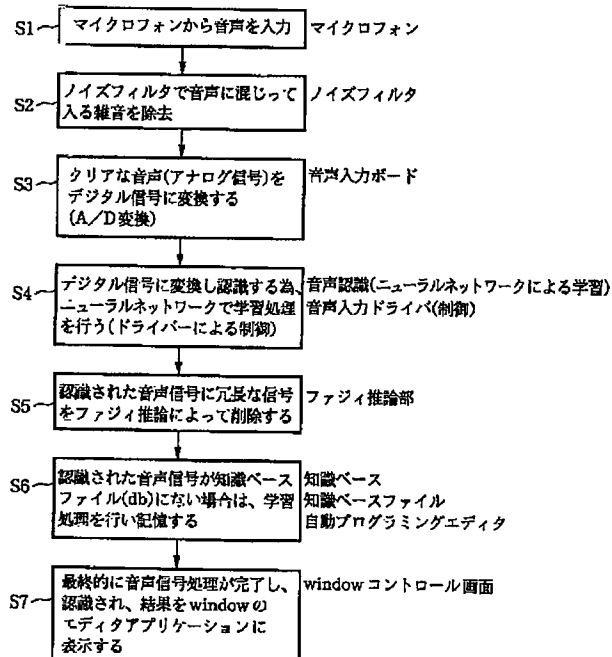 S1
マイクロフォンから音声を入力
マイクロフォン
S2
ノイズフィルタで音声に混じって
入る雑音を除去
ノイズフィルタ
S3
クリアな音声(アナログ信号)を
デジタル信号に変換する
(A/D変換)
音声入力ボード
S4
デジタル信号に変換し認識する為、
ニューラルネットワークで学習処理
を行う(ドライバーによる制御)
音声認識(ニューラルネットワークによる学習)
音声入力ドライバ(制御)
S5
認識された音声信号に冗長な信号
をファジィ推論によって削除する
ファジィ推論部
S6
認識された音声信号が知識ベース
ファイル(db)にない場合は、学習
処理を行い記憶する
知識ベース
知識ベースファイル
自動プログラミングエディタ
S7
最終的に音声信号処理が完了し、
認識され、結果をwindowの
エディタアプリケーションに
表示する
windowコントロール画面